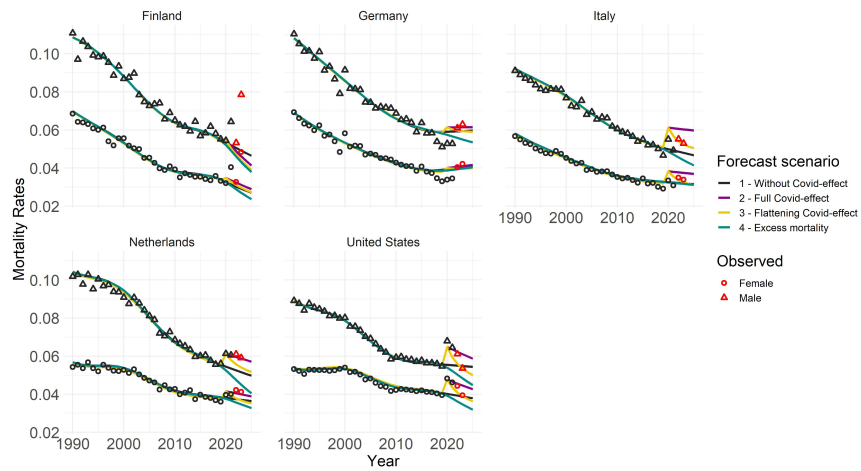 Finland
Germany
Italy
0.10
0.08
0.06
0.04
0.02
1990
2000
2010
2020
Netherlands
United States
0.10
0.08
0.06
0.04
0.02
1990
2000
2010
2020
1990
2000
2010
2020
Mortality Rates
Year
Forecast scenario
1 - Without Covid-effect
2 - Full Covid-effect
3 - Flattening Covid-effect
4 - Excess mortality
Observed
Female
Male